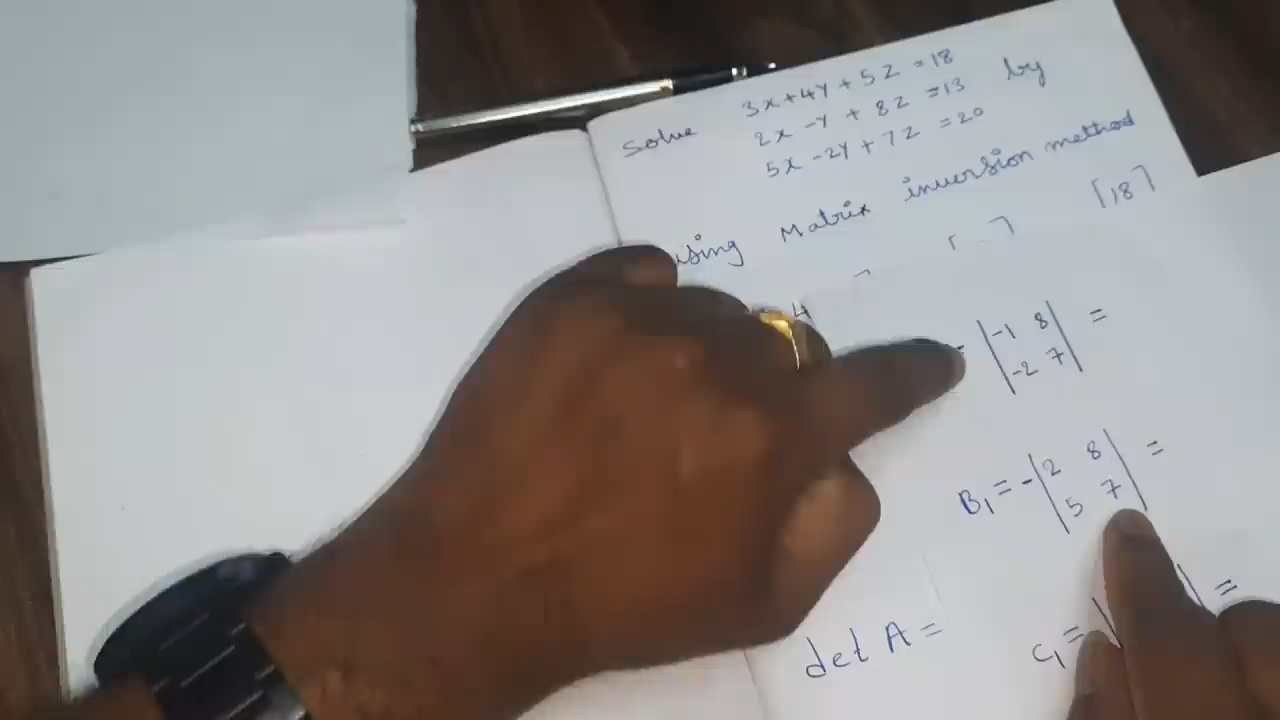 Solve 3x+4y+5z=18
2x-y+8z=13 by
5x-2y+7z=20
using Matrix inversion method
[18]
4
|-1 8| =
|-2 7|
B₁=-|2 8| =
|5 7|
det A= C₁=| | =